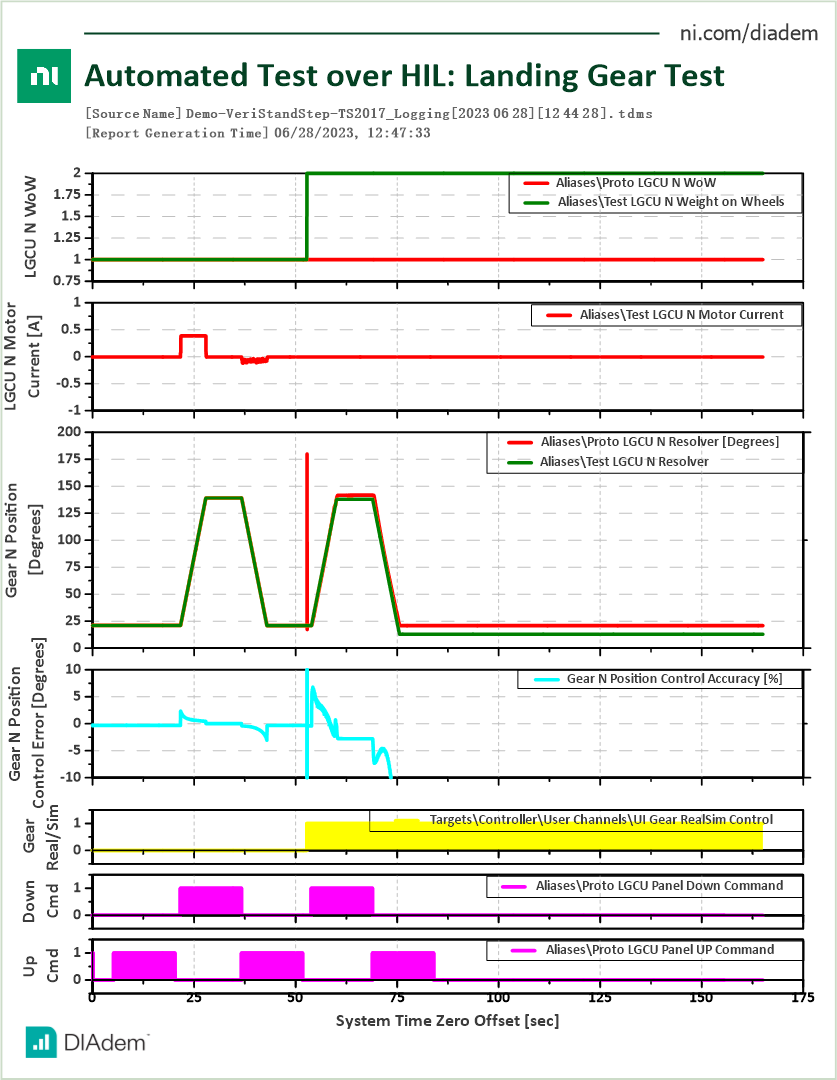 ni.com/diadem
ni
Automated Test over HIL: Landing Gear Test
[Source Name] Demo-VeriStandStep-TS2017_Logging[2023 06 28][12 44 28].tdms
[Report Generation Time] 06/28/2023, 12:47:33
LGCU N WoW
2
1.75
1.5
1.25
1
0.75
Aliases\Proto LGCU N WoW
Aliases\Test LGCU N Weight on Wheels
LGCU N Motor
Current [A]
1
0.5
0
-0.5
-1
Aliases\Test LGCU N Motor Current
Gear N Position
[Degrees]
200
175
150
125
100
75
50
25
0
Aliases\Proto LGCU N Resolver [Degrees]
Aliases\Test LGCU N Resolver
Gear N Position
Control Error [Degrees]
10
5
0
-5
-10
Gear N Position Control Accuracy [%]
Gear
Real/Sim
1
0
Targets\Controller\User Channels\UI Gear RealSim Control
Down
Cmd
1
0
Aliases\Proto LGCU Panel Down Command
Up
Cmd
1
0
Aliases\Proto LGCU Panel UP Command
0 25 50 75 100 125 150 175
System Time Zero Offset [sec]
DIAdem™